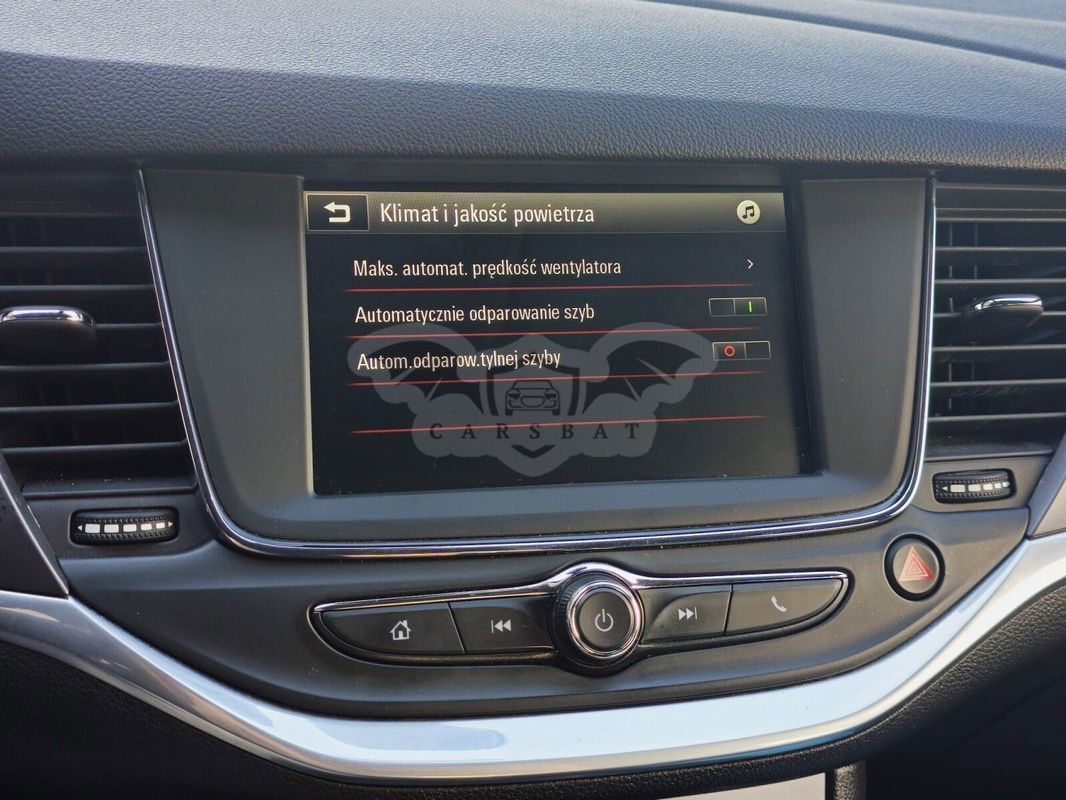 Klimat i jakość powietrza
Maks. automat. prędkość wentylatora
Automatycznie odparowanie szyb
Autom.odparow.tylnej szyby
CARSBAT